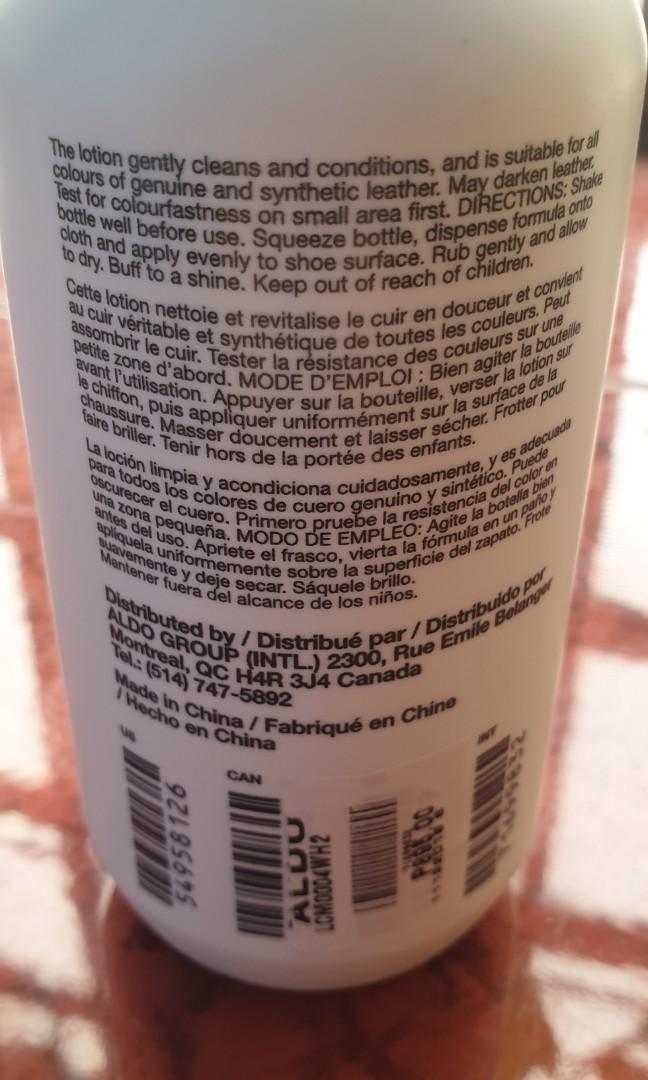 The lotion gently cleans and conditions, and is suitable for all
colours of genuine and synthetic leather. May darken leather.
Test for colourfastness on small area first. DIRECTIONS: Shake
bottle well before use. Squeeze bottle, dispense formula onto
cloth and apply evenly to shoe surface. Rub gently and allow
to dry. Buff to a shine. Keep out of reach of children.
Cette lotion nettoie et revitalise le cuir en douceur et convient
au cuir véritable et synthétique de toutes les couleurs. Peut
assombrir le cuir. Tester la résistance des couleurs sur une
petite zone d'abord. MODE D'EMPLOI : Bien agiter la bouteille
avant l'utilisation. Appuyer sur la bouteille, verser la lotion sur
le chiffon, puis appliquer uniformément sur la surface de la
chaussure. Masser doucement et laisser sécher. Frotter pour
faire briller. Tenir hors de la portée des enfants.
La loción limpia y acondiciona cuidadosamente, y es adecuada
para todos los colores de cuero genuino y sintético. Puede
oscurecer el cuero. Primero pruebe la resistencia del color en
una zona pequeña. MODO DE EMPLEO: Agite la botella bien
antes del uso. Apriete el frasco, vierta la fórmula en un paño y
aplíquela uniformemente sobre la superficie del zapato. Frote
suavemente y deje secar. Sáquele brillo.
Mantener fuera del alcance de los niños.
Distributed by / Distribué par / Distribuido por
ALDO GROUP (INTL.) 2300, Rue Emile Belanger
Montreal, QC H4R 3J4 Canada
Tel.: (514) 747-5892
Made in China / Fabriqué en Chine
/ Hecho en China
US
54958126
CAN
ALDO
LCM0004WH2
INT